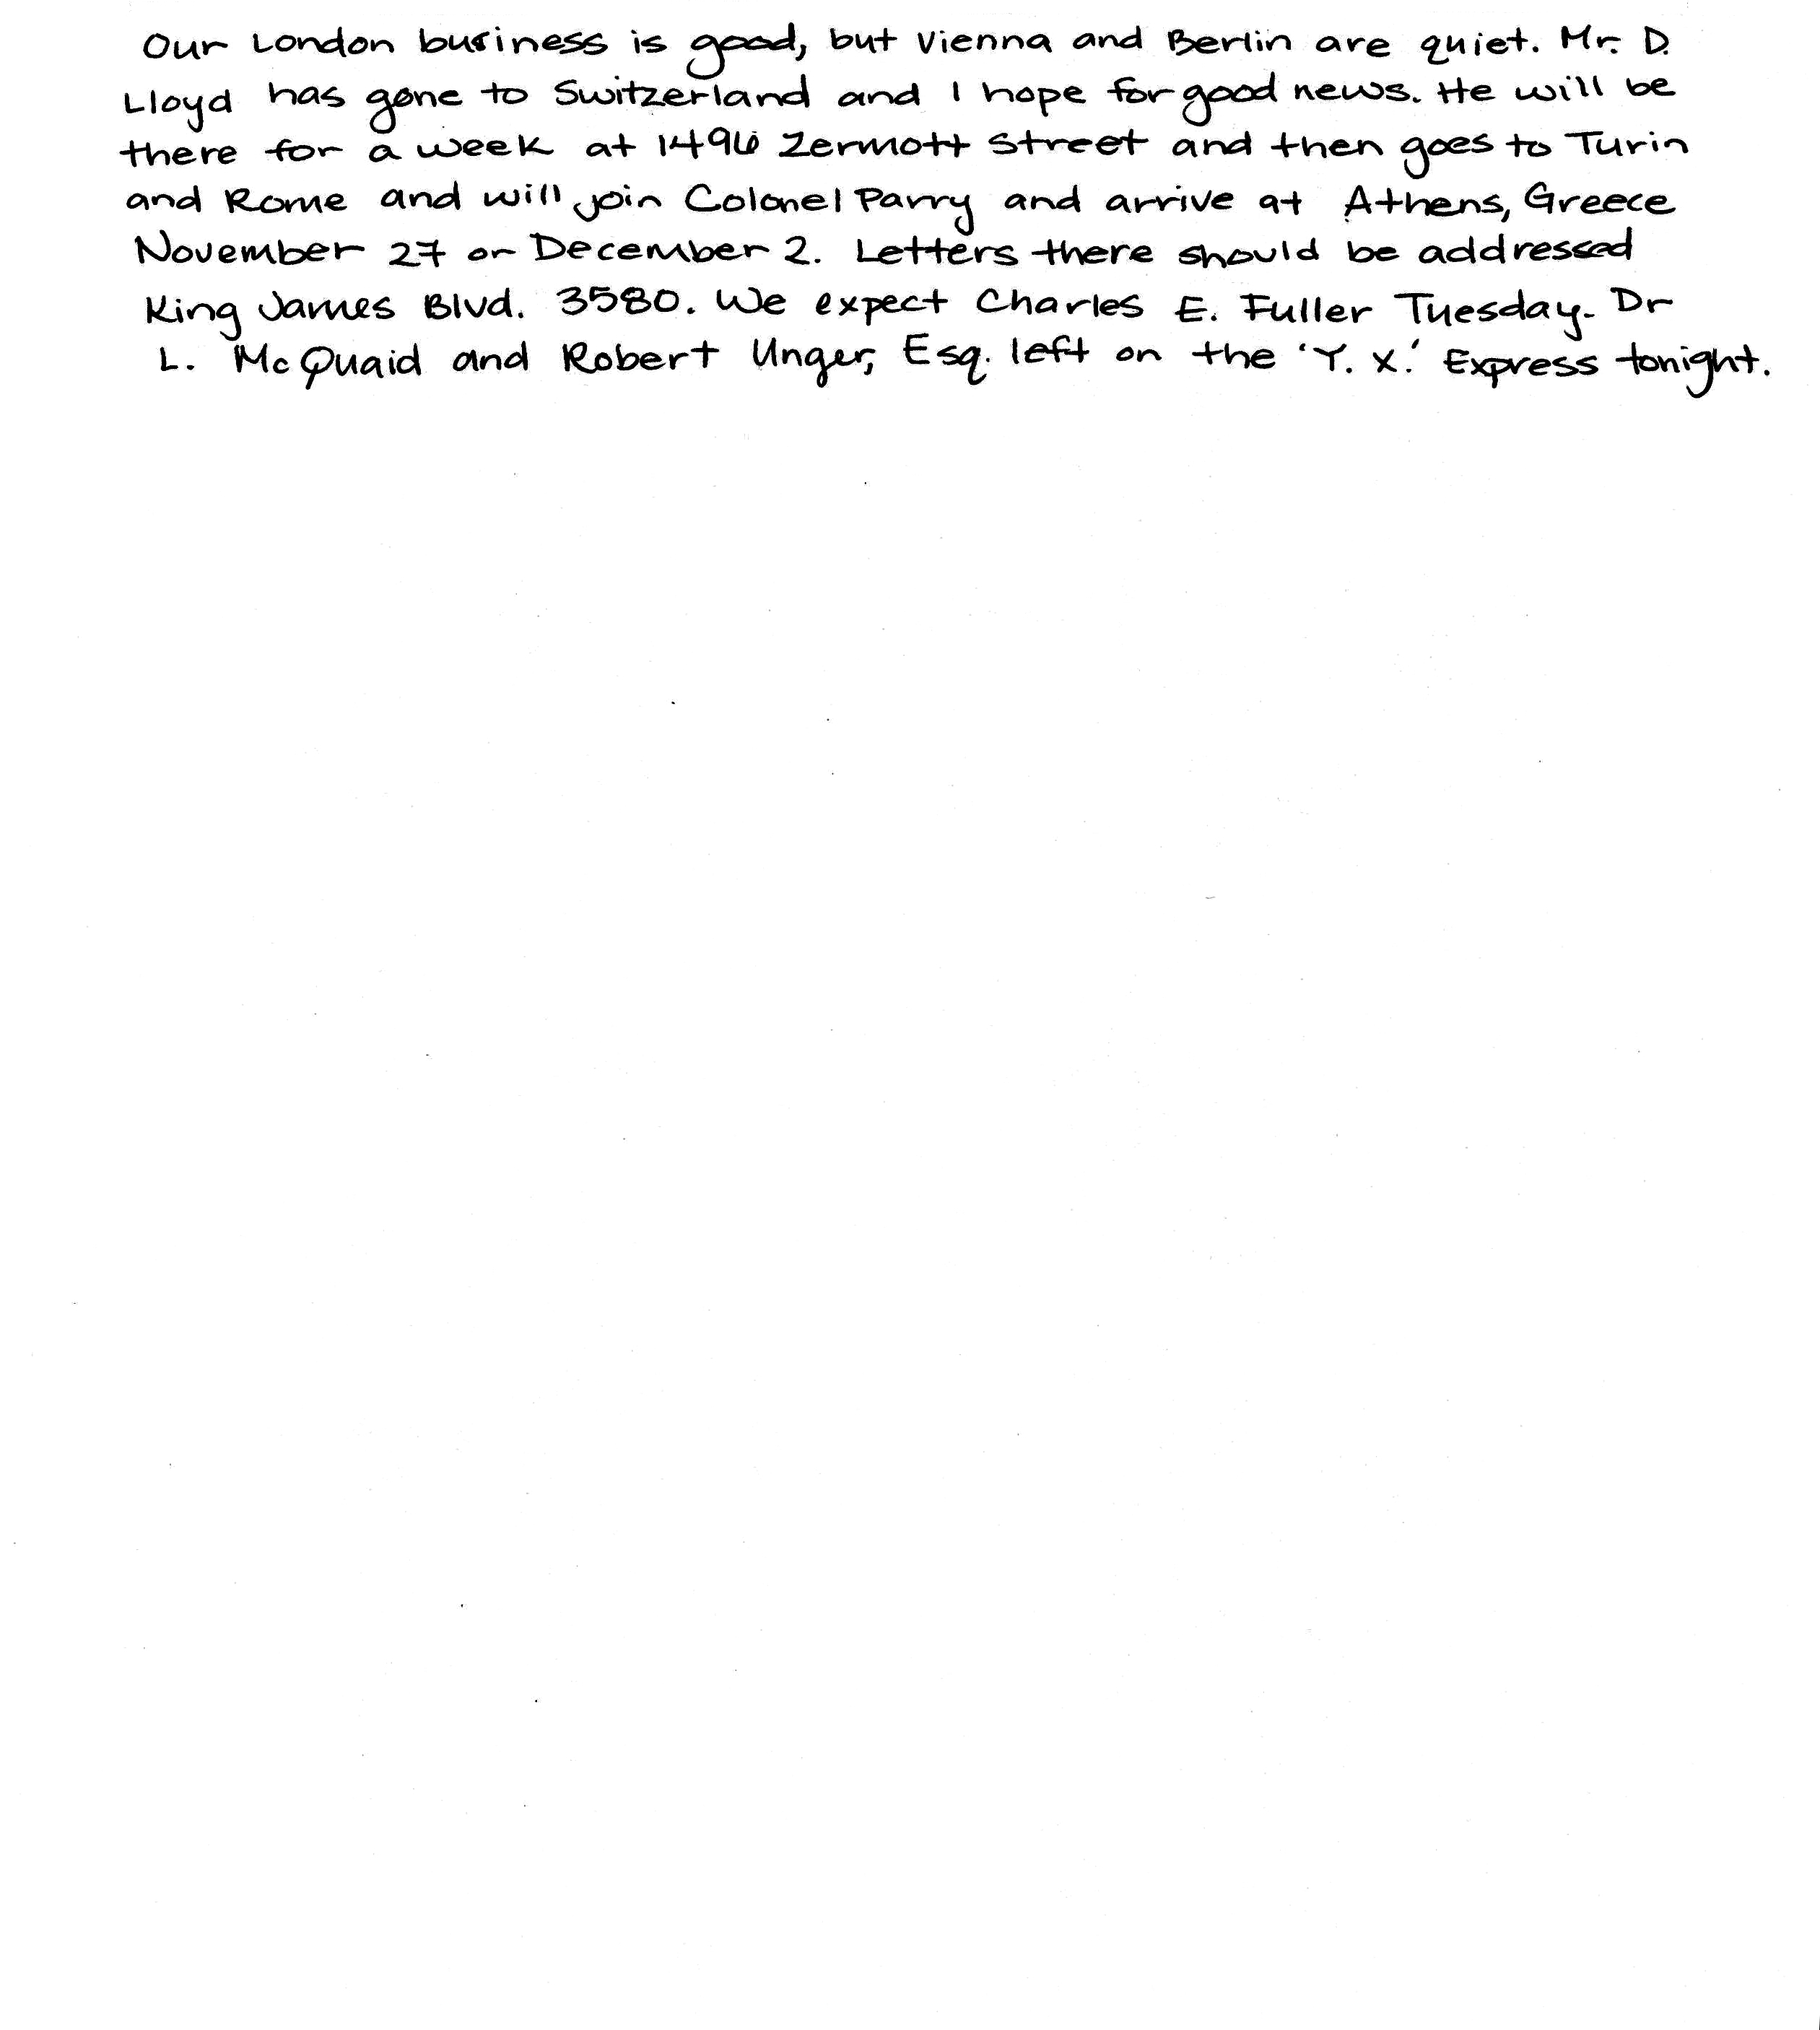 Our London business is good, but Vienna and Berlin are quiet. Mr. D.
Lloyd has gone to Switzerland and I hope for good news. He will be
there for a week at 1496 Zermott Street and then goes to Turin
and Rome and will join Colonel Parry and arrive at Athens, Greece
November 27 or December 2. Letters there should be addressed
King James Blvd. 3580. We expect Charles E. Fuller Tuesday. Dr
L. McQuaid and Robert Unger, Esq. left on the 'Y. X.' Express tonight.